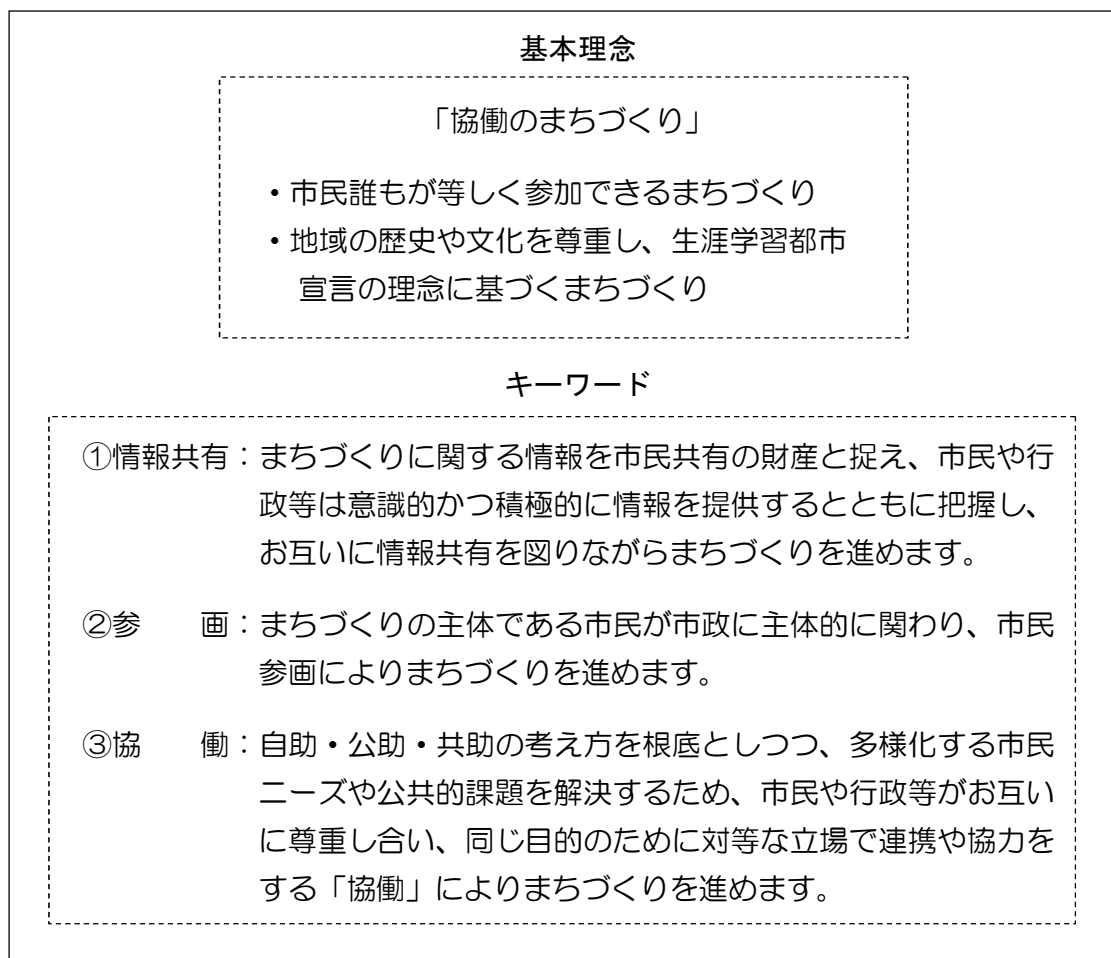 基本理念
「協働のまちづくり」
・市民誰もが等しく参加できるまちづくり
・地域の歴史や文化を尊重し、生涯学習都市
宣言の理念に基づくまちづくり
キーワード
①情報共有：まちづくりに関する情報を市民共有の財産と捉え、市民や行
政等は意識的かつ積極的に情報を提供するとともに把握し、
お互いに情報共有を図りながらまちづくりを進めます。
②参　　画：まちづくりの主体である市民が市政に主体的に関わり、市民
参画によりまちづくりを進めます。
③協　　働：自助・公助・共助の考え方を根底としつつ、多様化する市民
ニーズや公共的課題を解決するため、市民や行政等がお互い
に尊重し合い、同じ目的のために対等な立場で連携や協力を
する「協働」によりまちづくりを進めます。